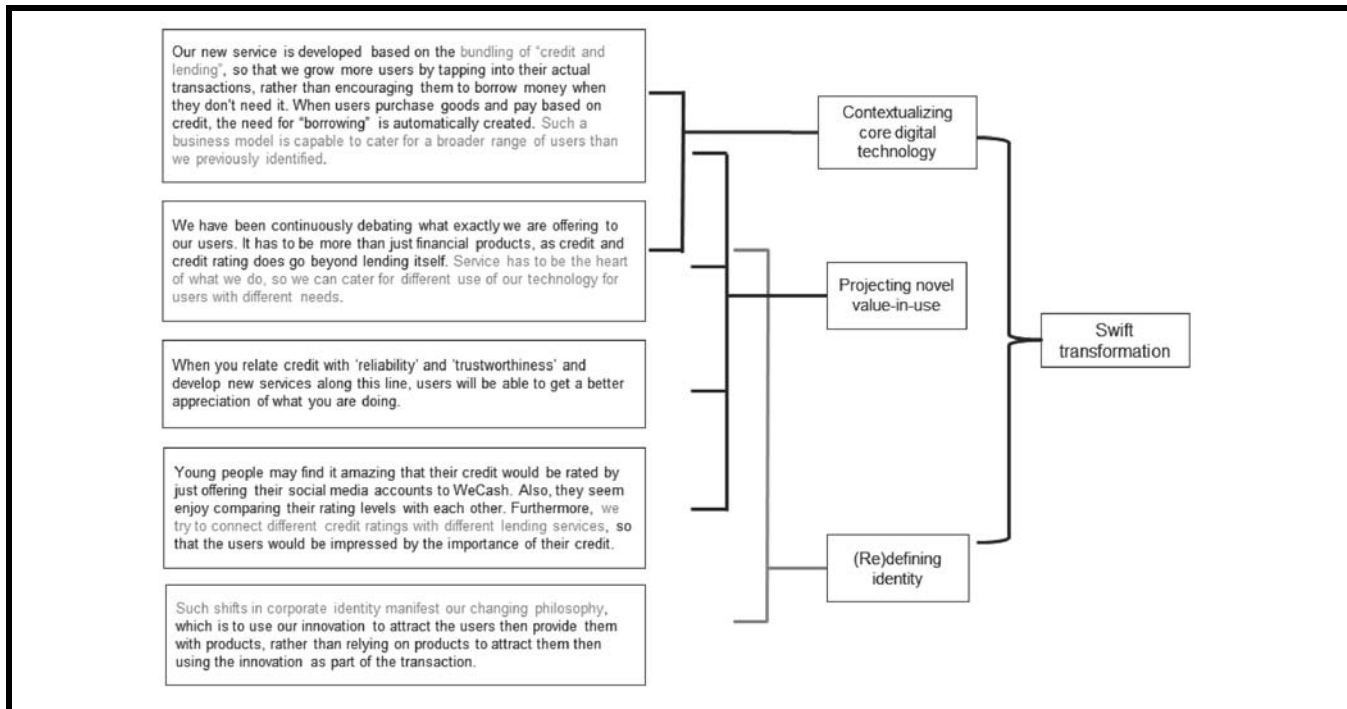 Our new service is developed based on the bundling of “credit and
lending”, so that we grow more users by tapping into their actual
transactions, rather than encouraging them to borrow money when
they don't need it. When users purchase goods and pay based on
credit, the need for “borrowing” is automatically created. Such a
business model is capable to cater for a broader range of users than
we previously identified.
We have been continuously debating what exactly we are offering to
our users. It has to be more than just financial products, as credit and
credit rating does go beyond lending itself. Service has to be the heart
of what we do, so we can cater for different use of our technology for
users with different needs.
When you relate credit with 'reliability' and 'trustworthiness' and
develop new services along this line, users will be able to get a better
appreciation of what you are doing.
Young people may find it amazing that their credit would be rated by
just offering their social media accounts to WeCash. Also, they seem
enjoy comparing their rating levels with each other. Furthermore, we
try to connect different credit ratings with different lending services, so
that the users would be impressed by the importance of their credit.
Such shifts in corporate identity manifest our changing philosophy,
which is to use our innovation to attract the users then provide them
with products, rather than relying on products to attract them then
using the innovation as part of the transaction.
Contextualizing
core digital
technology
Projecting novel
value-in-use
(Re)defining
identity
Swift
transformation